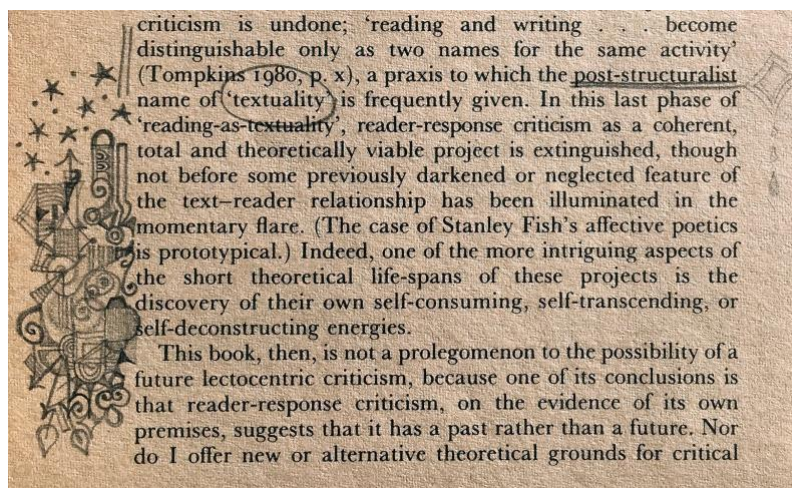 criticism is undone; ‘reading and writing . . . become
distinguishable only as two names for the same activity’
(Tompkins 1980, p. x), a praxis to which the post-structuralist
name of ‘textuality’ is frequently given. In this last phase of
‘reading-as-textuality’, reader-response criticism as a coherent,
total and theoretically viable project is extinguished, though
not before some previously darkened or neglected feature of
the text–reader relationship has been illuminated in the
momentary flare. (The case of Stanley Fish’s affective poetics
is prototypical.) Indeed, one of the more intriguing aspects of
the short theoretical life-spans of these projects is the
discovery of their own self-consuming, self-transcending, or
self-deconstructing energies.
This book, then, is not a prolegomenon to the possibility of a
future lectocentric criticism, because one of its conclusions is
that reader-response criticism, on the evidence of its own
premises, suggests that it has a past rather than a future. Nor
do I offer new or alternative theoretical grounds for critical